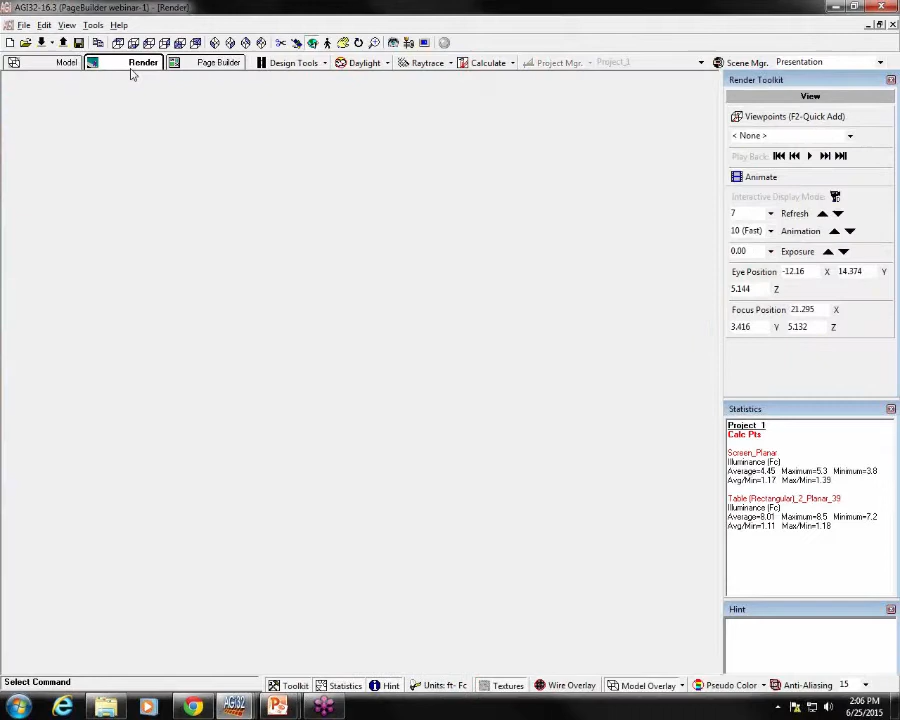 AGI32-16.3 (PageBuilder webinar-1) - [Render]
File Edit View Tools Help
Model Render Page Builder Design Tools Daylight Raytrace Calculate Project Mgr. Project_1 Scene Mgr. Presentation
Render Toolkit
View
Viewpoints (F2-Quick Add)
< None >
Play Back:
Animate
Interactive Display Mode:
7 Refresh
10 (Fast) Animation
0.00 Exposure
Eye Position -12.16 X 14.374 Y
5.144 Z
Focus Position 21.295 X
3.416 Y 5.132 Z
Statistics
Project_1
Calc Pts
Screen_Planar
Illuminance (Fc)
Average=4.45 Maximum=5.3 Minimum=3.8
Avg/Min=1.17 Max/Min=1.39
Table (Rectangular)_2_Planar_39
Illuminance (Fc)
Average=8.01 Maximum=8.5 Minimum=7.2
Avg/Min=1.11 Max/Min=1.18
Hint
Select Command
Toolkit Statistics Hint Units: ft- Fc Textures Wire Overlay Model Overlay Pseudo Color Anti-Aliasing 15
AGI32
2:06 PM
6/25/2015